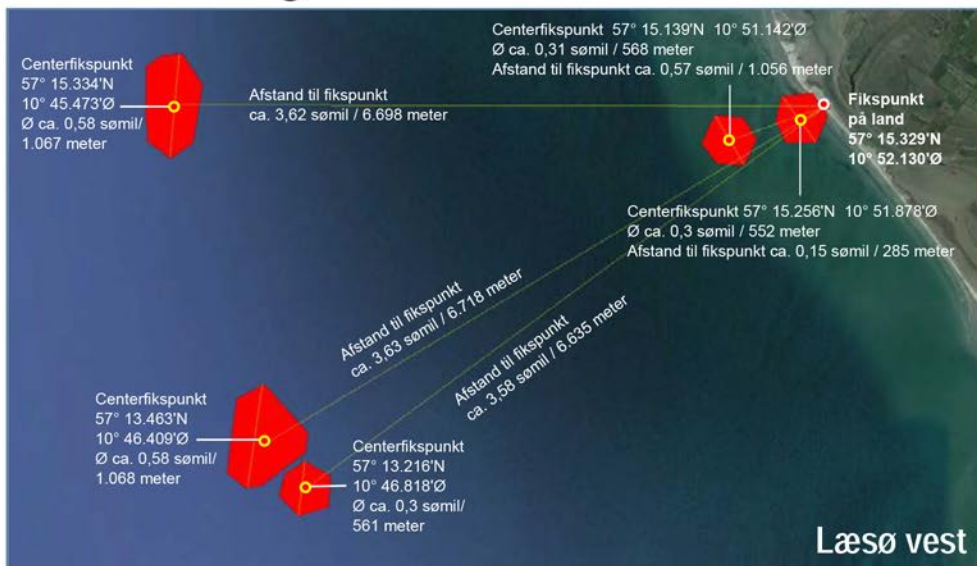 Centerfikspunkt
57° 15.334'N
10° 45.473'Ø
Ø ca. 0,58 sømil/
1.067 meter
Afstand til fikspunkt
ca. 3,62 sømil / 6.698 meter
Centerfikspunkt 57° 15.139'N 10° 51.142'Ø
Ø ca. 0,31 sømil / 568 meter
Afstand til fikspunkt ca. 0,57 sømil / 1.056 meter
Fikspunkt
på land
57° 15.329'N
10° 52.130'Ø
Centerfikspunkt 57° 15.256'N 10° 51.878'Ø
Ø ca. 0,3 sømil / 552 meter
Afstand til fikspunkt ca. 0,15 sømil / 285 meter
Afstand til fikspunkt
ca. 3,63 sømil / 6.718 meter
Afstand til fikspunkt
ca. 3,58 sømil / 6.635 meter
Centerfikspunkt
57° 13.463'N
10° 46.409'Ø
Ø ca. 0,58 sømil/
1.068 meter
Centerfikspunkt
57° 13.216'N
10° 46.818'Ø
Ø ca. 0,3 sømil/
561 meter
Læsø vest